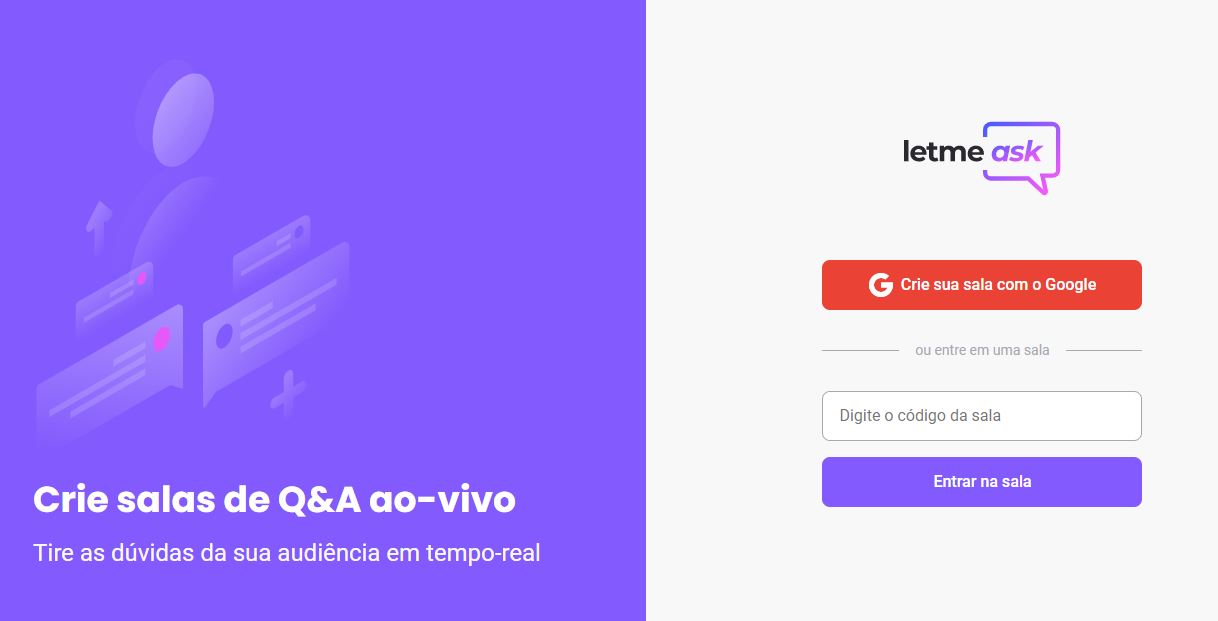 Crie salas de Q&A ao-vivo
Tire as dúvidas da sua audiência em tempo-real
letme ask
Crie sua sala com o Google
ou entre em uma sala
Digite o código da sala
Entrar na sala